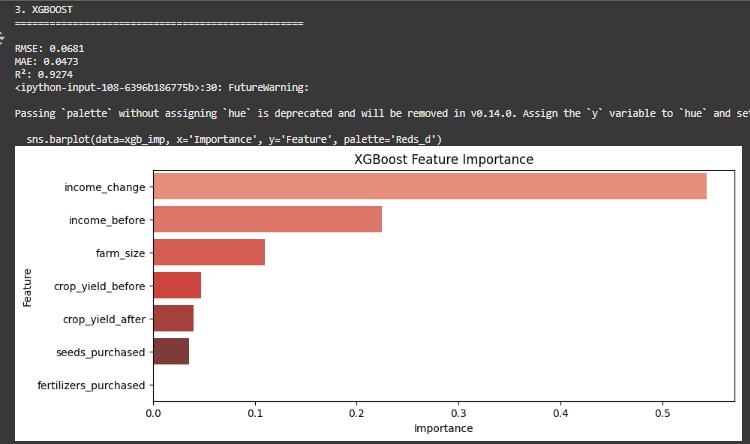 3. XGBOOST
==================================================
RMSE: 0.0681
MAE: 0.0473
R²: 0.9274
<ipython-input-108-6396b186775b>:30: FutureWarning:
Passing `palette` without assigning `hue` is deprecated and will be removed in v0.14.0. Assign the `y` variable to `hue` and set
sns.barplot(data=xgb_imp, x='Importance', y='Feature', palette='Reds_d')
XGBoost Feature Importance
income_change
income_before
farm_size
crop_yield_before
crop_yield_after
seeds_purchased
fertilizers_purchased
Feature
0.0 0.1 0.2 0.3 0.4 0.5
Importance